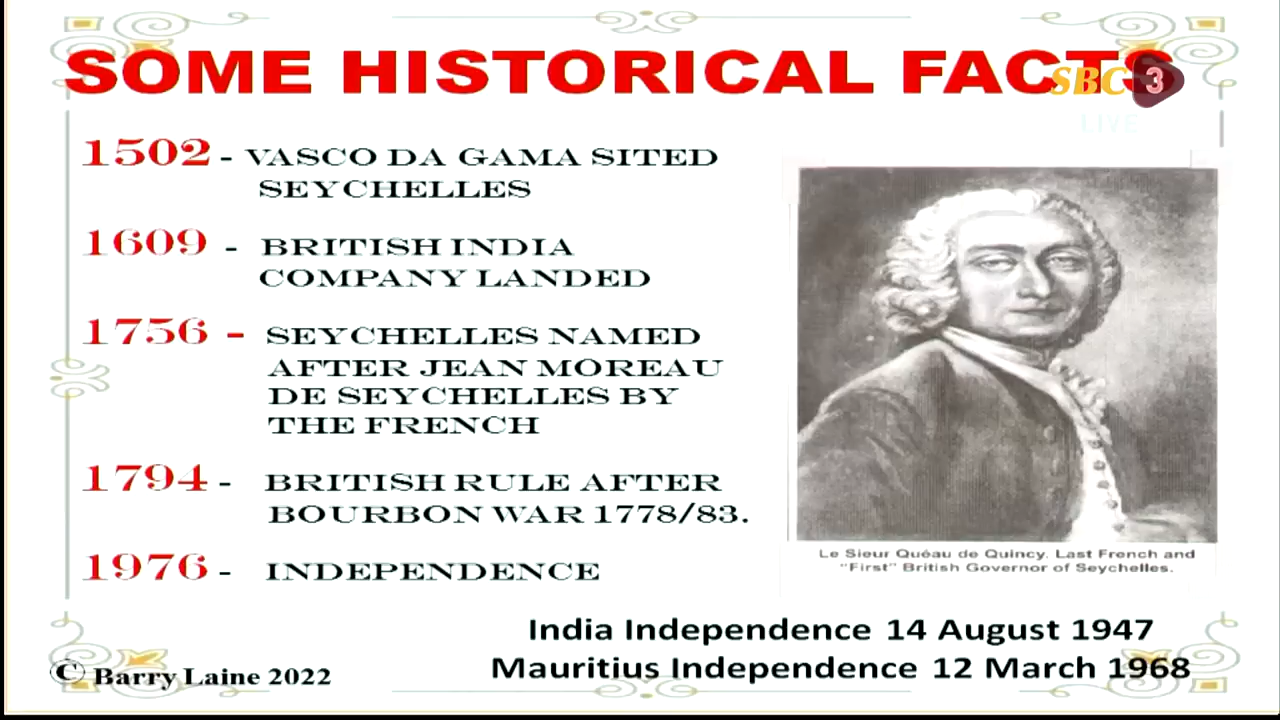 SOME HISTORICAL FACTS
SBC 3
LIVE
1502 - VASCO DA GAMA SITED
SEYCHELLES
1609 - BRITISH INDIA
COMPANY LANDED
1756 - SEYCHELLES NAMED
AFTER JEAN MOREAU
DE SEYCHELLES BY
THE FRENCH
1794 - BRITISH RULE AFTER
BOURBON WAR 1778/83.
1976 - INDEPENDENCE
Le Sieur Quéau de Quincy. Last French and
"First" British Governor of Seychelles.
India Independence 14 August 1947
Mauritius Independence 12 March 1968
© Barry Laine 2022